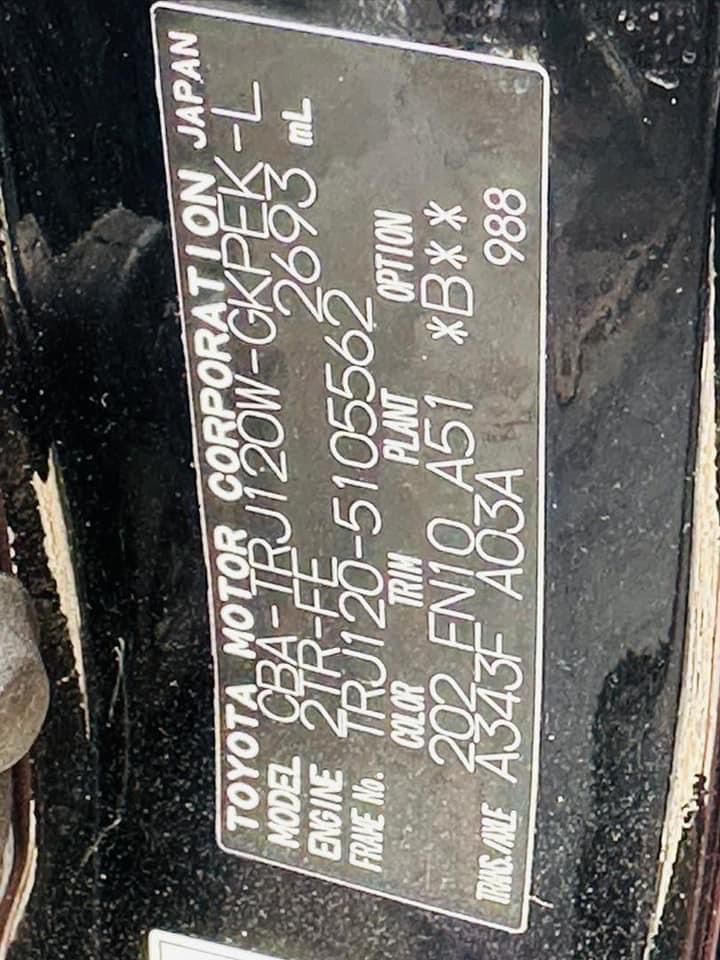 TOYOTA MOTOR CORPORATION JAPAN
MODEL CBA-TRJ120W-GKPEK-L
ENGINE 2TR-FE 2693 mL
FRAME No. TRJ120-5105562
COLOR TRIM PLANT OPTION
202 FN10 A51 *B**
TRANS./AXLE A343F A03A 988